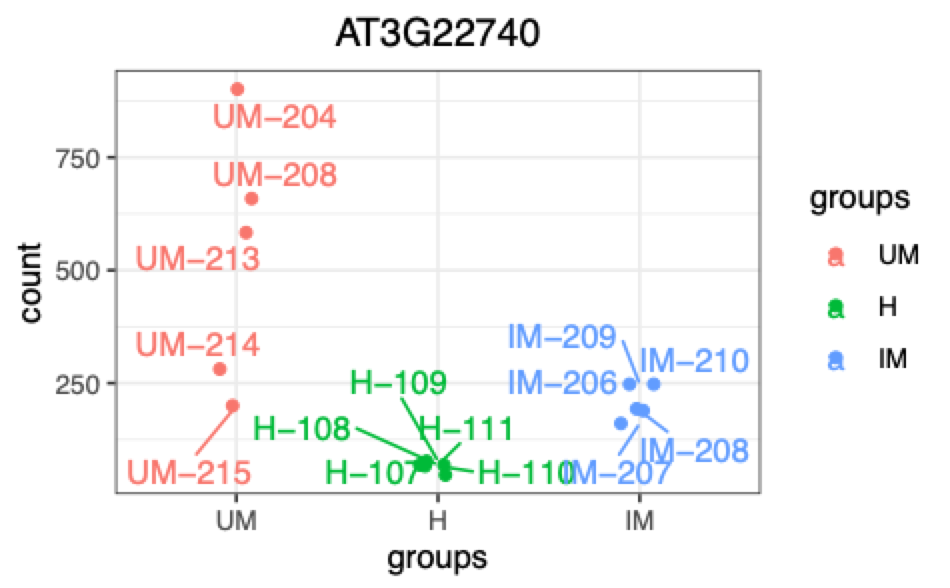 AT3G22740
count
750
500
250
UM−204
UM−208
UM−213
UM−214
UM−215
H−109
H−108
H−111
H−107
H−110
IM−209
IM−210
IM−206
IM−208
IM−207
UM
H
IM
groups
groups
a UM
a H
a IM